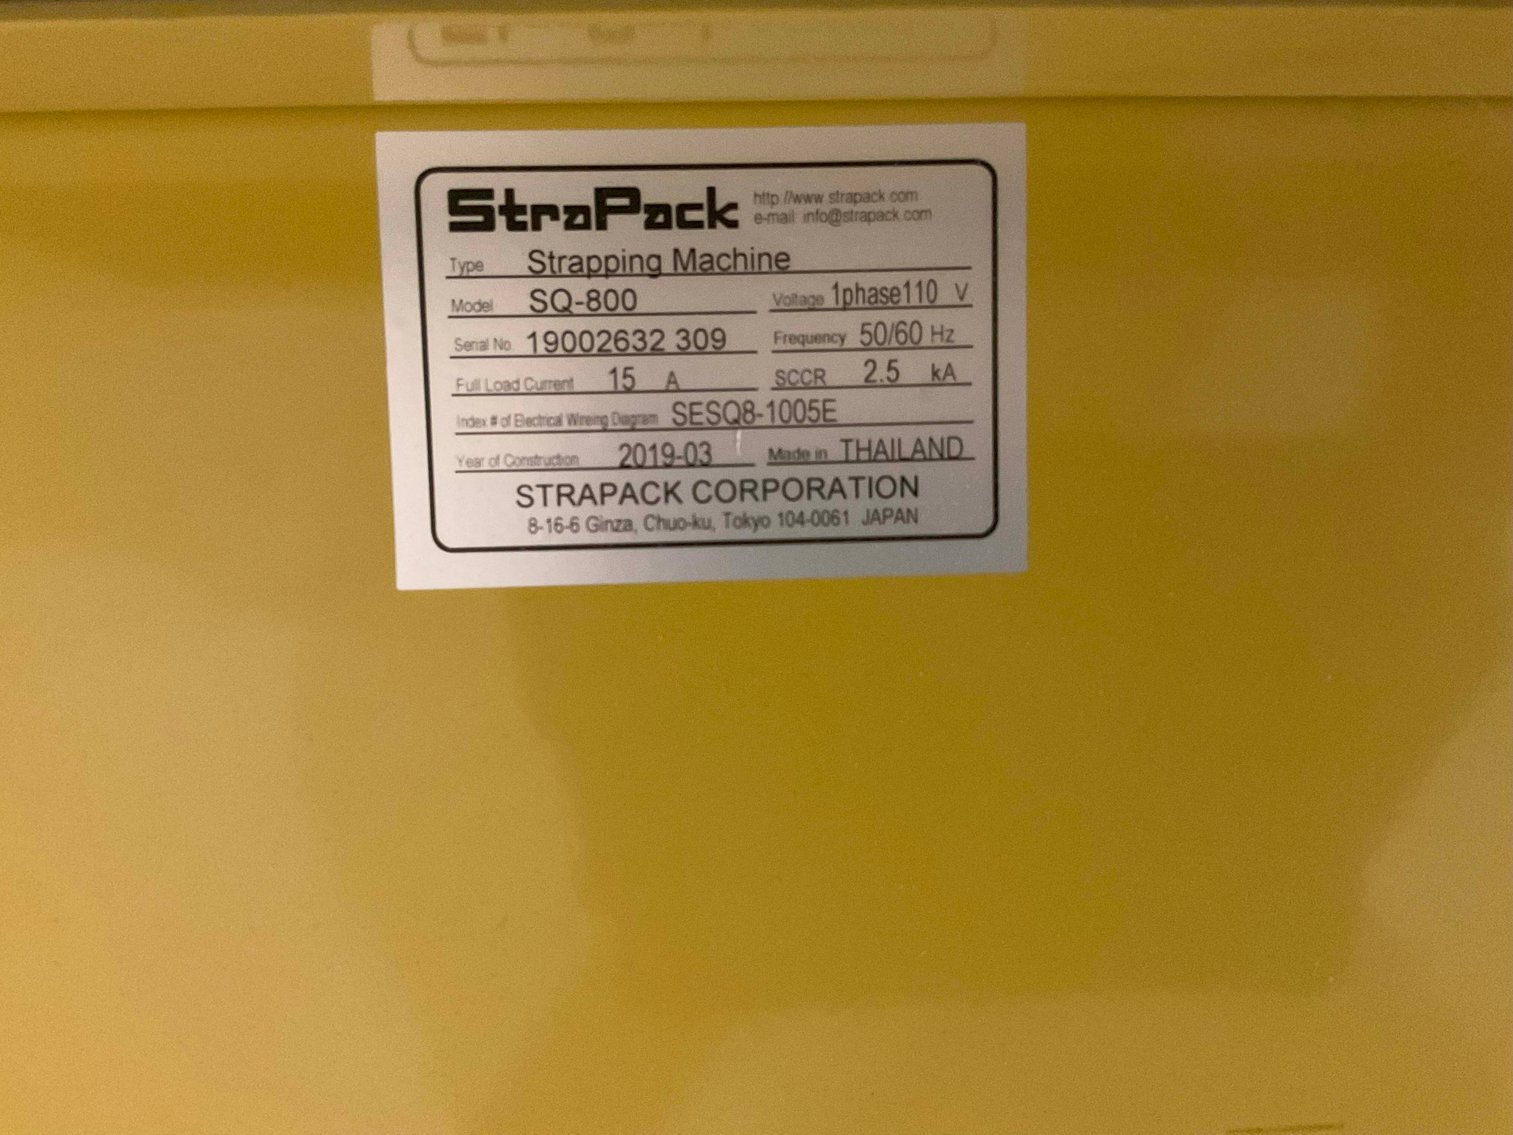 StraPack http://www.strapack.com
e-mail: info@strapack.com
Type Strapping Machine
Model SQ-800 Voltage 1phase110 V
Serial No. 19002632 309 Frequency 50/60 Hz
Full Load Current 15 A SCCR 2.5 kA
Index # of Electrical Wireing Diagram SESQ8-1005E
Year of Construction 2019-03 Made in THAILAND
STRAPACK CORPORATION
8-16-6 Ginza, Chuo-ku, Tokyo 104-0061 JAPAN